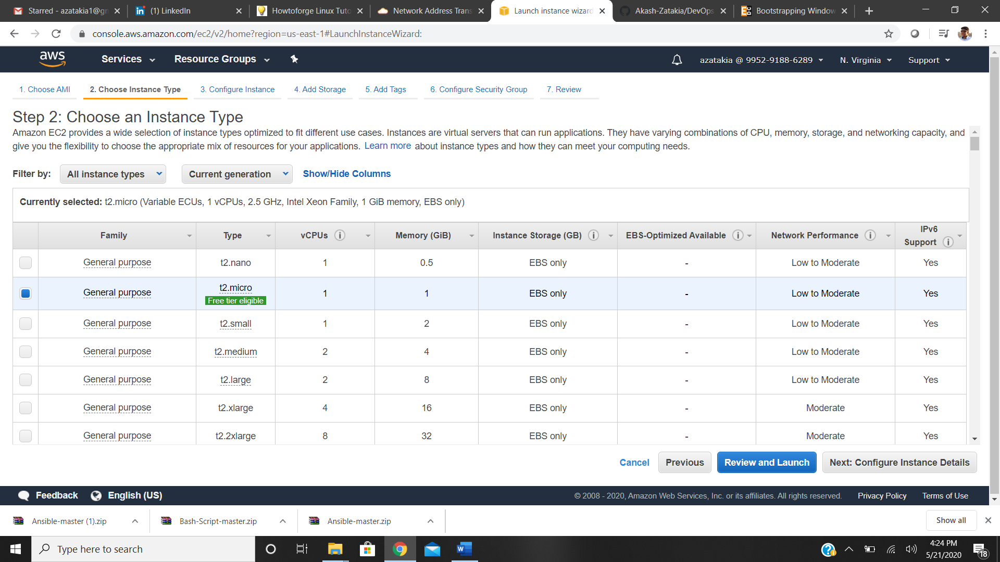 Starred - azatakia1@gm
(1) LinkedIn
Howtoforge Linux Tuto
Network Address Trans
Launch instance wizard
Akash-Zatakia/DevOps
Bootstrapping Window
console.aws.amazon.com/ec2/v2/home?region=us-east-1#LaunchInstanceWizard:
aws Services Resource Groups azatakia @ 9952-9188-6289 N. Virginia Support
1. Choose AMI 2. Choose Instance Type 3. Configure Instance 4. Add Storage 5. Add Tags 6. Configure Security Group 7. Review
Step 2: Choose an Instance Type
Amazon EC2 provides a wide selection of instance types optimized to fit different use cases. Instances are virtual servers that can run applications. They have varying combinations of CPU, memory, storage, and networking capacity, and
give you the flexibility to choose the appropriate mix of resources for your applications. Learn more about instance types and how they can meet your computing needs.
Filter by: All instance types Current generation Show/Hide Columns
Currently selected: t2.micro (Variable ECUs, 1 vCPUs, 2.5 GHz, Intel Xeon Family, 1 GiB memory, EBS only)
Family Type vCPUs Memory (GiB) Instance Storage (GB) EBS-Optimized Available Network Performance IPv6 Support
General purpose t2.nano 1 0.5 EBS only - Low to Moderate Yes
General purpose t2.micro Free tier eligible 1 1 EBS only - Low to Moderate Yes
General purpose t2.small 1 2 EBS only - Low to Moderate Yes
General purpose t2.medium 2 4 EBS only - Low to Moderate Yes
General purpose t2.large 2 8 EBS only - Low to Moderate Yes
General purpose t2.xlarge 4 16 EBS only - Moderate Yes
General purpose t2.2xlarge 8 32 EBS only - Moderate Yes
Cancel Previous Review and Launch Next: Configure Instance Details
Feedback English (US) © 2008 - 2020, Amazon Web Services, Inc. or its affiliates. All rights reserved. Privacy Policy Terms of Use
Ansible-master (1).zip Bash-Script-master.zip Ansible-master.zip Show all
Type here to search
4:24 PM
5/21/2020
18